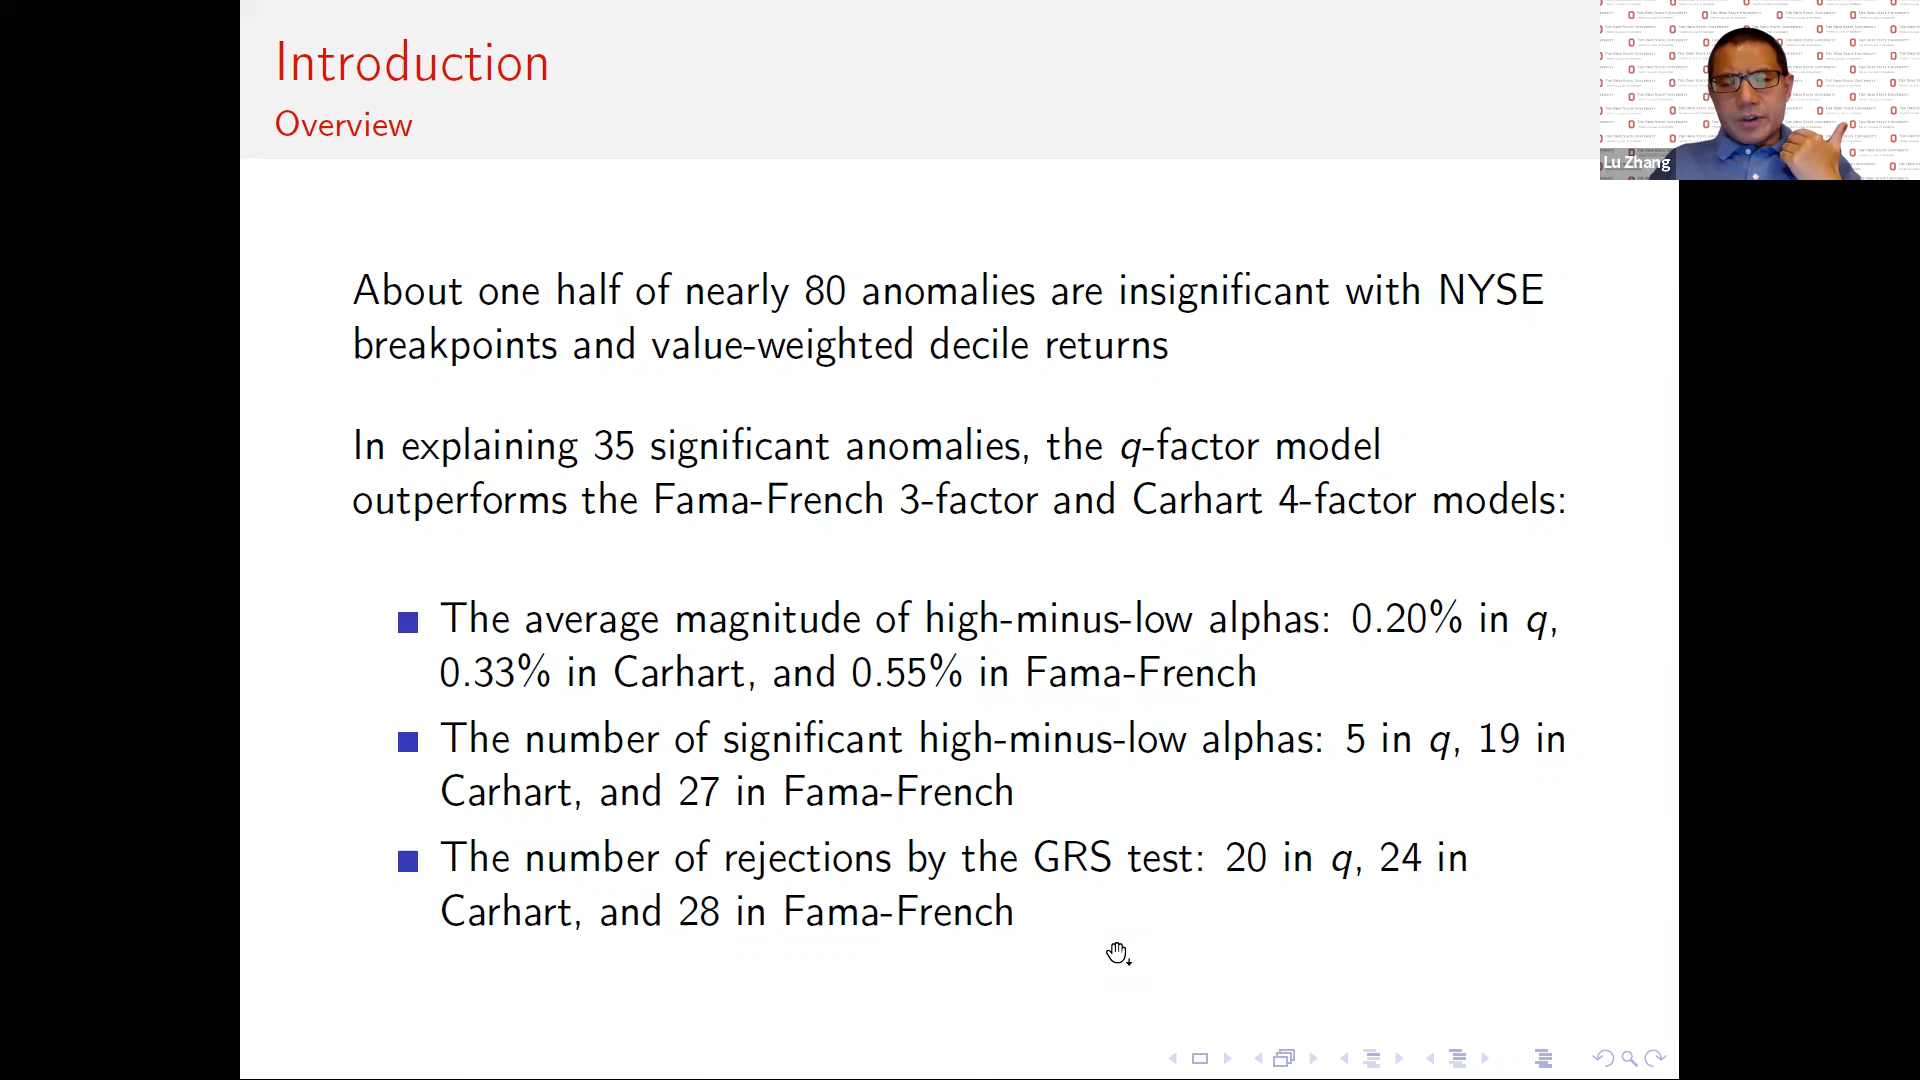 Introduction
Overview
Lu Zhang
About one half of nearly 80 anomalies are insignificant with NYSE
breakpoints and value-weighted decile returns
In explaining 35 significant anomalies, the q-factor model
outperforms the Fama-French 3-factor and Carhart 4-factor models:
The average magnitude of high-minus-low alphas: 0.20% in q,
0.33% in Carhart, and 0.55% in Fama-French
The number of significant high-minus-low alphas: 5 in q, 19 in
Carhart, and 27 in Fama-French
The number of rejections by the GRS test: 20 in q, 24 in
Carhart, and 28 in Fama-French